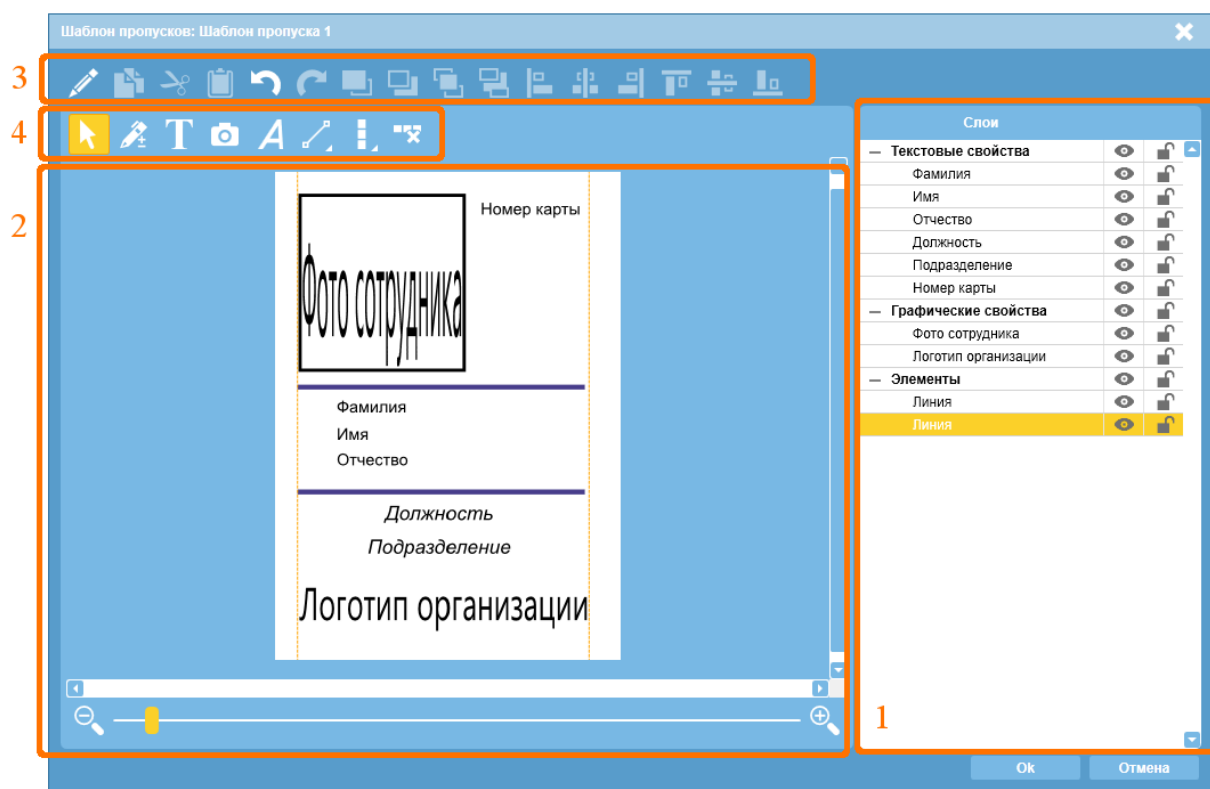 Шаблон пропусков: Шаблон пропуска 1
3
4
T
A
Слои
Текстовые свойства
Фамилия
Имя
Отчество
Должность
Подразделение
Номер карты
Графические свойства
Фото сотрудника
Логотип организации
Элементы
Линия
Линия
1
2
Номер карты
Фото сотрудника
Фамилия
Имя
Отчество
Должность
Подразделение
Логотип организации
Ok
Отмена